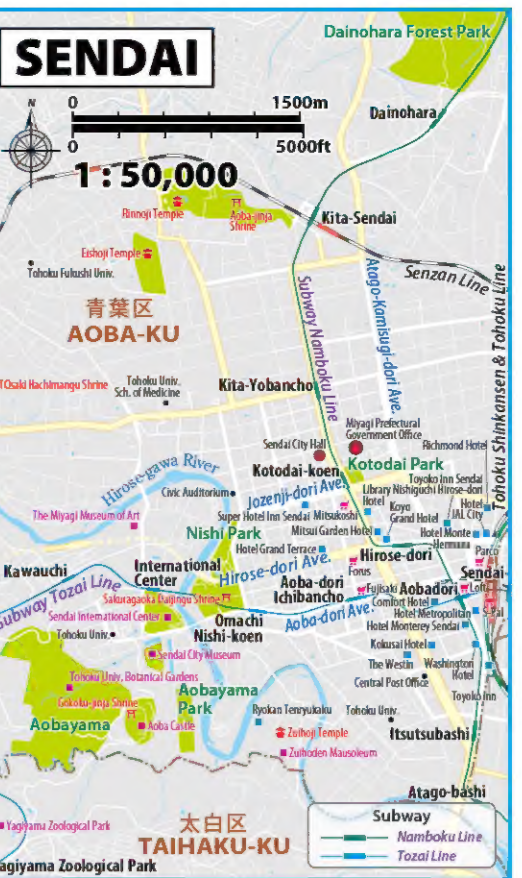 Dainohara Forest Park
SENDAI
N
0 1500m
0 5000ft
1 : 50,000
Dainohara
Rinnoji Temple
Aoba-jinja
Shrine
Kita-Sendai
Eishoji Temple
Tohoku Fukushi Univ.
Senzan Line
青葉区
AOBA-KU
Subway Namboku Line
Atago-Kamisugi-dori Ave.
Tohoku Shinkansen & Tohoku Line
Osaki Hachimangu Shrine
Tohoku Univ.
Sch. of Medicine
Kita-Yobancho
Miyagi Prefectural
Government Office
Sendai City Hall
Richmond Hotel
Kotodai-koen
Kotodai Park
Hirose-gawa River
Toyoko Inn Sendai
Nishiguchi Hirose-dori
Civic Auditorium
Jozenji-dori Ave.
Library
Hotel
Koyo
Grand Hotel
Hotel
JAL City
The Miyagi Museum of Art
Super Hotel Inn Sendai
Mitsukoshi
Nishi Park
Mitsui Garden Hotel
Hotel Monte
Hermana
Hotel Grand Terrace
Hirose-dori
Parco
Kawauchi
International
Center
Hirose-dori Ave.
Forus
Sendai
Aoba-dori
Ichibancho
Fujisaki
Aobadori
Loft
Subway Tozai Line
Sakuragaoka Daijingu Shrine
Comfort Hotel
S-Pal
Sendai International Center
Omachi
Nishi-koen
Aoba-dori Ave.
Hotel Metropolitan
Hotel Monterey Sendai
Tohoku Univ.
Kokusai Hotel
Sendai City Museum
The Westin
Washington
Hotel
Tohoku Univ. Botanical Gardens
Central Post Office
Aobayama
Park
Toyoko Inn
Gokoku-jinja Shrine
Ryokan Tenryukaku
Tohoku Univ.
Aobayama
Aoba Castle
Zuihoji Temple
Itsutsubashi
Zuihoden Mausoleum
Atago-bashi
Yagiyama Zoological Park
太白区
TAIHAKU-KU
Subway
Namboku Line
Tozai Line
agiyama Zoological Park